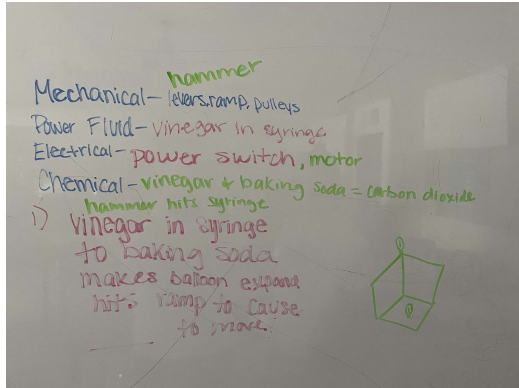 hammer
Mechanical - levers, ramp, pulleys
Power Fluid - vinegar in syringe
Electrical - power switch, motor
Chemical - vinegar + baking soda = carbon dioxide
hammer hits syringe
1) vinegar in syringe
to baking soda
makes balloon expand
hits ramp to cause
to move